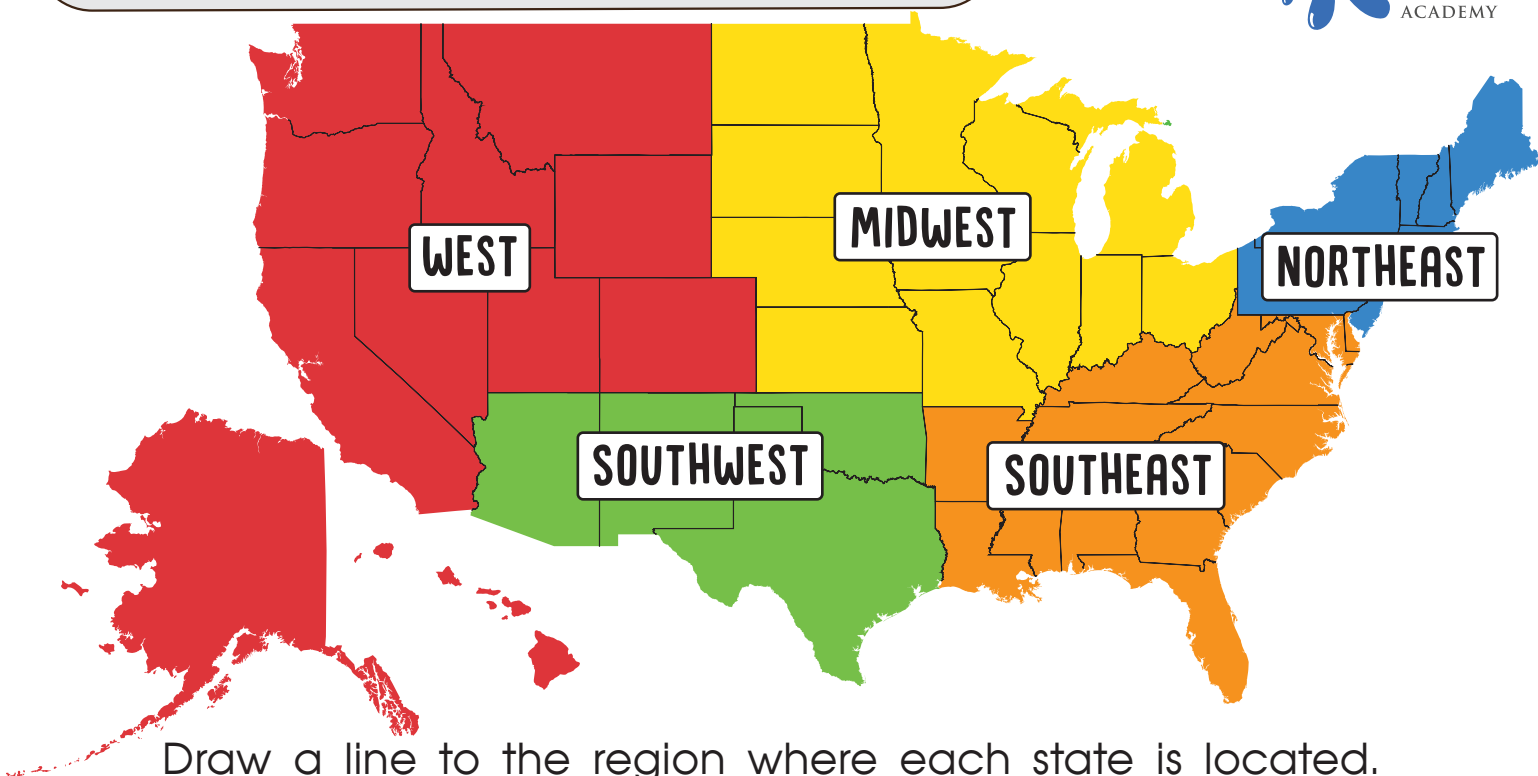 ACADEMY
WEST
MIDWEST
NORTHEAST
SOUTHWEST
SOUTHEAST
Draw a line to the region where each state is located.